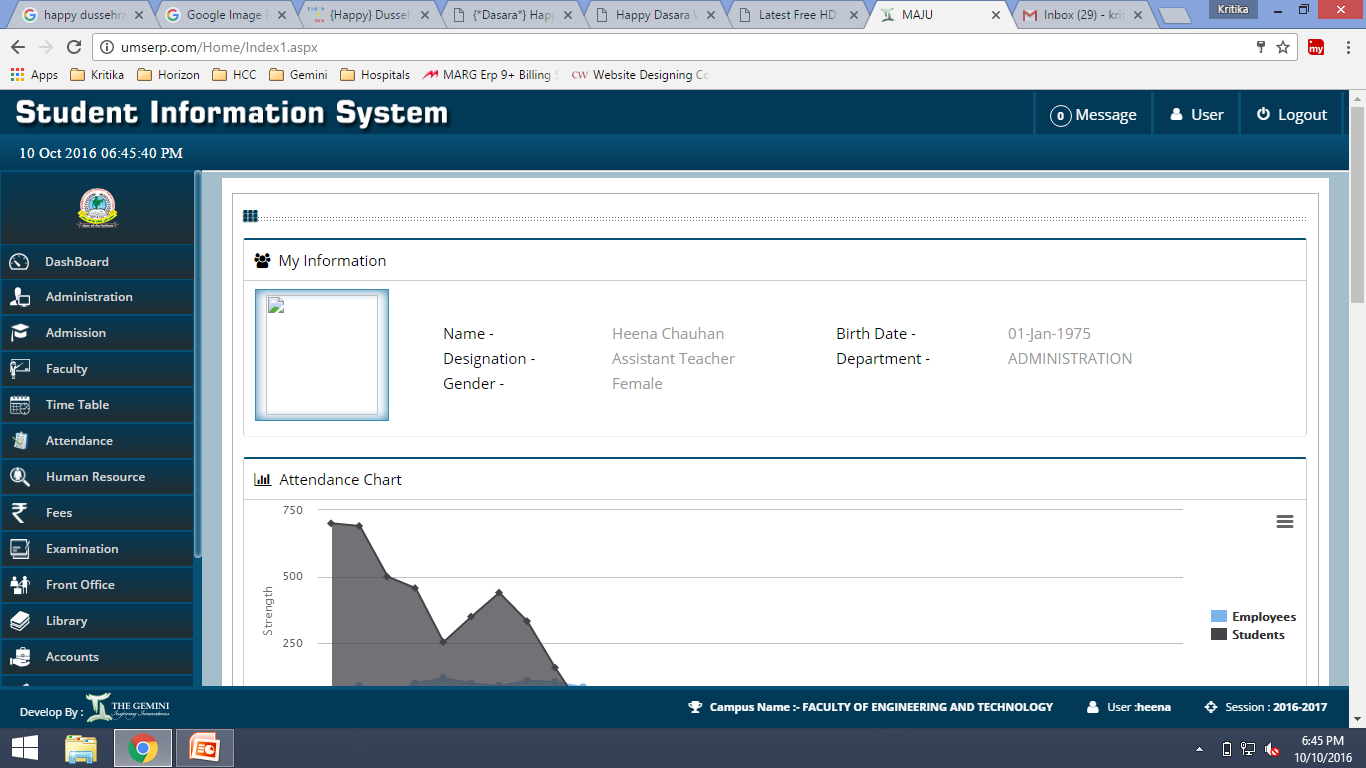 happy dussehra
Google Image R
{Happy} Dusseh
{*Dasara*} Happ
Happy Dasara W
Latest Free HD
MAJU
Inbox (29) - krit
Kritika
umserp.com/Home/Index1.aspx
Apps Kritika Horizon HCC Gemini Hospitals MARG Erp 9+ Billing S CW Website Designing Co
Student Information System
0 Message User Logout
10 Oct 2016 06:45:40 PM
DashBoard
Administration
Admission
Faculty
Time Table
Attendance
Human Resource
Fees
Examination
Front Office
Library
Accounts
My Information
Name - Heena Chauhan Birth Date - 01-Jan-1975
Designation - Assistant Teacher Department - ADMINISTRATION
Gender - Female
Attendance Chart
750
500
250
Strength
Employees
Students
Develop By : THE GEMINI
Inspiring Innovations
Campus Name :- FACULTY OF ENGINEERING AND TECHNOLOGY User :heena Session : 2016-2017
6:45 PM
10/10/2016